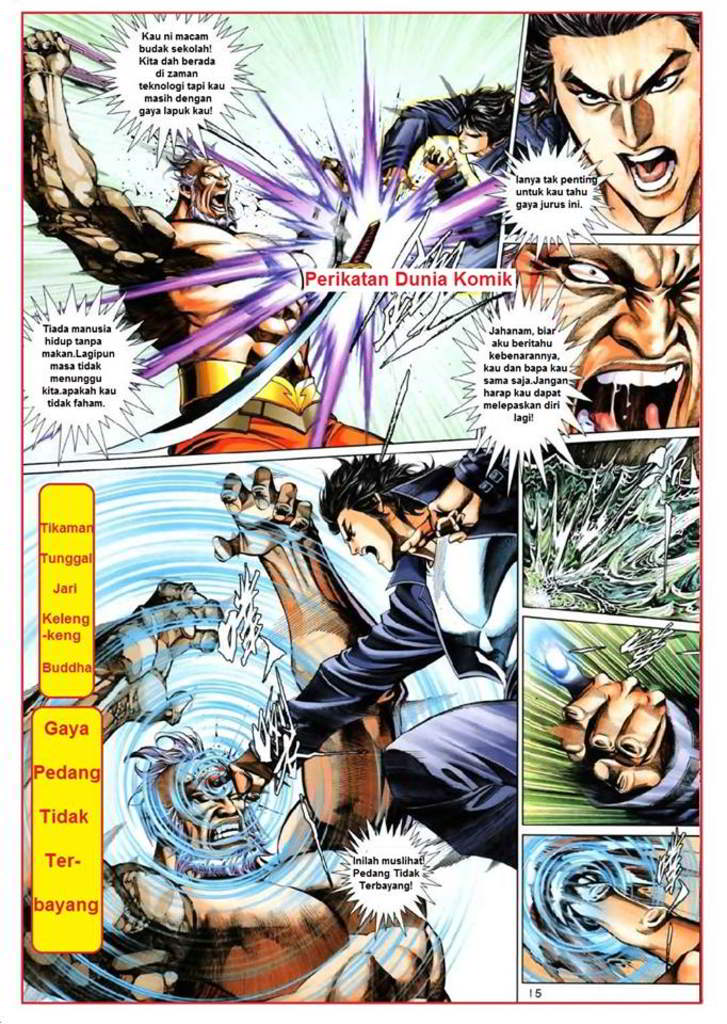 Kau ni macam
budak sekolah!
Kita dah berada
di zaman
teknologi tapi kau
masih dengan
gaya lapuk kau!
Ianya tak penting
untuk kau tahu
gaya jurus ini.
Perikatan Dunia Komik
Tiada manusia
hidup tanpa
makan.Lagipun
masa tidak
menunggu
kita.apakah kau
tidak faham.
Jahanam, biar
aku beritahu
kebenarannya,
kau dan bapa kau
sama saja.Jangan
harap kau dapat
melepaskan diri
lagi!
Tikaman
Tunggal
Jari
Keleng
-keng
Buddha
Gaya
Pedang
Tidak
Ter-
bayang
Inilah muslihat!
Pedang Tidak
Terbayang!
15